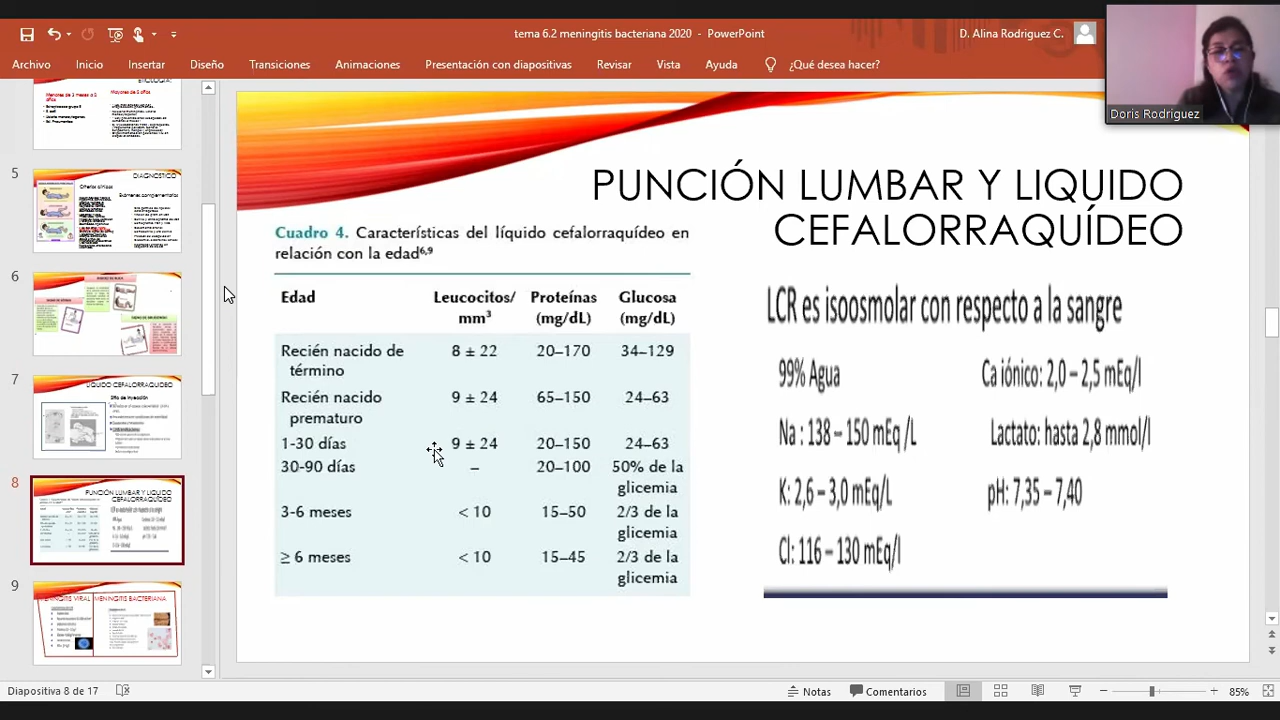 tema 6.2 meningitis bacteriana 2020 - PowerPoint
D. Alina Rodriguez C.
Archivo Inicio Insertar Diseño Transiciones Animaciones Presentación con diapositivas Revisar Vista Ayuda ¿Qué desea hacer?
Doris Rodriguez
5
DIAGNOSTICO
6
7
LIQUIDO CEFALORRAQUIDEO
8
PUNCIÓN LUMBAR Y LIQUIDO
CEFALORRAQUÍDEO
9
MENINGITIS BACTERIANA
PUNCIÓN LUMBAR Y LIQUIDO
CEFALORRAQUÍDEO
Cuadro 4. Características del líquido cefalorraquídeo en
relación con la edad6,9
Edad Leucocitos/ Proteínas Glucosa
mm³ (mg/dL) (mg/dL)
Recién nacido de 8 ± 22 20–170 34–129
término
Recién nacido 9 ± 24 65–150 24–63
prematuro
1-30 días 9 ± 24 20–150 24–63
30-90 días – 20–100 50% de la
glicemia
3-6 meses < 10 15–50 2/3 de la
glicemia
≥ 6 meses < 10 15–45 2/3 de la
glicemia
LCR es isoosmolar con respecto a la sangre
99% Agua Ca iónico: 2,0 – 2,5 mEq/l
Na : 138 – 150 mEq /L Lactato: hasta 2,8 mmol/l
K: 2,6 – 3,0 mEq/L pH: 7,35 – 7,40
Cl: 116 – 130 mEq/l
Diapositiva 8 de 17
Notas Comentarios 85%